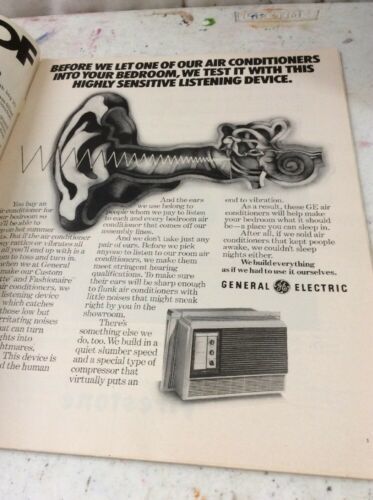 OF
BEFORE WE LET ONE OF OUR AIR CONDITIONERS
INTO YOUR BEDROOM, WE TEST IT WITH THIS
HIGHLY SENSITIVE LISTENING DEVICE.
You buy an
air conditioner for
your bedroom so
you'll be able to
up on hot summer
But if the air
rattles or vibrates all
you'll end up with is a
to toss and turn in
when we at General
make our Custom
and Fashionaire
air conditioners, we
listening device
which catches
those low but
irritating noises
that can turn
nights into
nightmares.
This device is
the human
And the ears
we use belong to
people whom we pay to listen
to each and every bedroom air
conditioner that comes off our
assembly lines.
And we don't take just any
pair of ears. Before we pick
anyone to listen to our room air
conditioners, we make them
meet stringent hearing
qualifications. To make sure
their ears will be sharp enough
to flunk air conditioners with
little noises that might sneak
right by you in the
showroom.
There's
something else we
do, too. We build in a
quiet slumber speed
and a special type of
compressor that
virtually puts an
end to vibration.
As a result, these GE air
conditioners will help make
your bedroom what it should
be—a place you can sleep in.
After all, if we sold air
conditioners that kept people
awake, we couldn't sleep
nights either.
We build everything
as if we had to use it ourselves.
GENERAL GE ELECTRIC